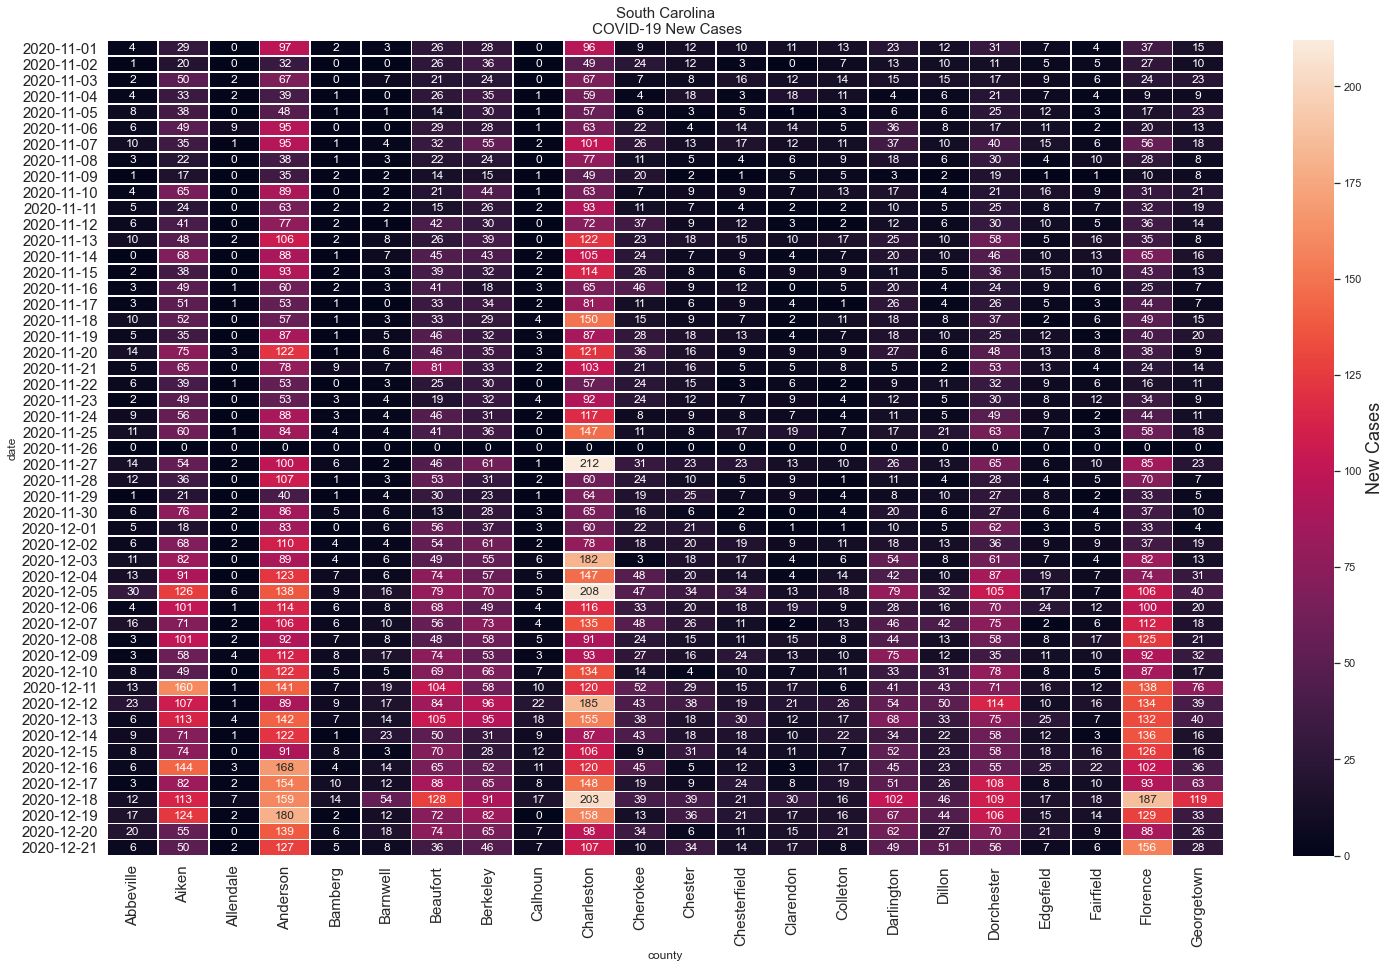 South Carolina
COVID-19 New Cases
2020-11-01 4 29 0 97 2 3 26 28 0 96 9 12 10 11 13 23 12 31 7 4 37 15
2020-11-02 1 20 0 32 0 0 26 36 0 49 24 12 3 0 7 13 10 11 5 5 27 10
2020-11-03 2 50 2 67 0 7 21 24 0 67 7 8 16 12 14 15 15 17 9 6 24 23
2020-11-04 4 33 2 39 1 0 26 35 1 59 4 18 3 18 11 4 6 21 7 4 9 9
2020-11-05 8 38 0 48 1 1 14 30 1 57 6 3 5 1 3 6 6 25 12 3 17 23
2020-11-06 6 49 9 95 0 0 29 28 1 63 22 4 14 14 5 36 8 17 11 2 20 13
2020-11-07 10 35 1 95 1 4 32 55 2 101 26 13 17 12 11 37 10 40 15 6 56 18
2020-11-08 3 22 0 38 1 3 22 24 0 77 11 5 4 6 9 18 6 30 4 10 28 8
2020-11-09 1 17 0 35 2 2 14 15 1 49 20 2 1 5 5 3 2 19 1 1 10 8
2020-11-10 4 65 0 89 0 2 21 44 1 63 7 9 9 7 13 17 4 21 16 9 31 21
2020-11-11 5 24 0 63 2 2 15 26 2 93 11 7 4 2 2 10 5 25 8 7 32 19
2020-11-12 6 41 0 77 2 1 42 30 0 72 37 9 12 3 2 12 6 30 10 5 36 14
2020-11-13 10 48 2 106 2 8 26 39 0 122 23 18 15 10 17 25 10 58 5 16 35 8
2020-11-14 0 68 0 88 1 7 45 43 2 105 24 7 9 4 7 20 10 46 10 13 65 16
2020-11-15 2 38 0 93 2 3 39 32 2 114 26 8 6 9 9 11 5 36 15 10 43 13
2020-11-16 3 49 1 60 2 3 41 18 3 65 46 9 12 0 5 20 4 24 9 6 25 7
2020-11-17 3 51 1 53 1 0 33 34 2 81 11 6 9 4 1 26 4 26 5 3 44 7
2020-11-18 10 52 0 57 1 3 33 29 4 150 15 9 7 2 11 18 8 37 2 6 49 15
2020-11-19 5 35 0 87 1 5 46 32 3 87 28 18 13 4 7 18 10 25 12 3 40 20
2020-11-20 14 75 3 122 1 6 46 35 3 121 36 16 9 9 9 27 6 48 13 8 38 9
2020-11-21 5 65 0 78 9 7 81 33 2 103 21 16 5 5 8 5 2 53 13 4 24 14
2020-11-22 6 39 1 53 0 3 25 30 0 57 24 15 3 6 2 9 11 32 9 6 16 11
2020-11-23 2 49 0 53 3 4 19 32 4 92 24 12 7 9 4 12 5 30 8 12 34 9
2020-11-24 9 56 0 88 3 4 46 31 2 117 8 9 8 7 4 11 5 49 9 2 44 11
2020-11-25 11 60 1 84 4 4 41 36 0 147 11 8 17 19 7 17 21 63 7 3 58 18
2020-11-26 0 0 0 0 0 0 0 0 0 0 0 0 0 0 0 0 0 0 0 0 0 0
2020-11-27 14 54 2 100 6 2 46 61 1 212 31 23 23 13 10 26 13 65 6 10 85 23
2020-11-28 12 36 0 107 1 3 53 31 2 60 24 10 5 9 1 11 4 28 4 5 70 7
2020-11-29 1 21 0 40 1 4 30 23 1 64 19 25 7 9 4 8 10 27 8 2 33 5
2020-11-30 6 76 2 86 5 6 13 28 3 65 16 6 2 0 4 20 6 27 6 4 37 10
2020-12-01 5 18 0 83 0 6 56 37 3 60 22 21 6 1 1 10 5 62 3 5 33 4
2020-12-02 6 68 2 110 4 4 54 61 2 78 18 20 19 9 11 18 13 36 9 9 37 19
2020-12-03 11 82 0 89 4 6 49 55 6 182 3 18 17 4 6 54 8 61 7 4 82 13
2020-12-04 13 91 0 123 7 6 74 57 5 147 48 20 14 4 14 42 10 87 19 7 74 31
2020-12-05 30 126 6 138 9 16 79 70 5 208 47 34 34 13 18 79 32 105 17 7 106 40
2020-12-06 4 101 1 114 6 8 68 49 4 116 33 20 18 19 9 28 16 70 24 12 100 20
2020-12-07 16 71 2 106 6 10 56 73 4 135 48 26 11 2 13 46 42 75 2 6 112 18
2020-12-08 3 101 2 92 7 8 48 58 5 91 24 15 11 15 8 44 13 58 8 17 125 21
2020-12-09 3 58 4 112 8 17 74 53 3 93 27 16 24 13 10 75 12 35 11 10 92 32
2020-12-10 8 49 0 122 5 5 60 66 7 134 14 4 10 7 11 33 31 78 8 5 87 17
2020-12-11 13 160 1 141 7 19 104 58 10 120 52 29 15 17 6 41 43 71 16 12 138 76
2020-12-12 23 107 1 89 9 17 84 96 22 185 43 38 19 21 26 54 50 114 10 16 134 39
2020-12-13 6 113 4 142 7 14 105 95 18 155 38 18 30 12 17 68 33 75 25 7 132 40
2020-12-14 9 71 1 122 1 23 50 31 9 87 43 18 18 10 22 34 22 58 12 3 136 16
2020-12-15 8 74 0 91 8 3 70 28 12 106 9 31 14 11 7 52 23 58 18 16 126 16
2020-12-16 6 144 3 168 4 14 65 52 11 120 45 5 12 3 17 45 23 55 25 22 102 36
2020-12-17 3 82 2 154 10 12 88 65 8 148 19 9 24 8 19 51 26 108 8 10 93 63
2020-12-18 12 113 7 159 14 54 128 91 17 203 39 39 21 30 16 102 46 109 17 18 187 119
2020-12-19 17 124 2 180 2 12 72 82 0 158 13 36 21 17 16 67 44 106 15 14 129 33
2020-12-20 20 55 0 139 6 18 74 65 7 98 34 6 11 15 21 62 27 70 21 9 88 26
2020-12-21 6 50 2 127 5 8 36 46 7 107 10 34 14 17 8 49 51 56 7 6 156 28
date
Abbeville Aiken Allendale Anderson Bamberg Barnwell Beaufort Berkeley Calhoun Charleston Cherokee Chester Chesterfield Clarendon Colleton Darlington Dillon Dorchester Edgefield Fairfield Florence Georgetown
county
200
175
150
125
100
75
50
25
0
New Cases